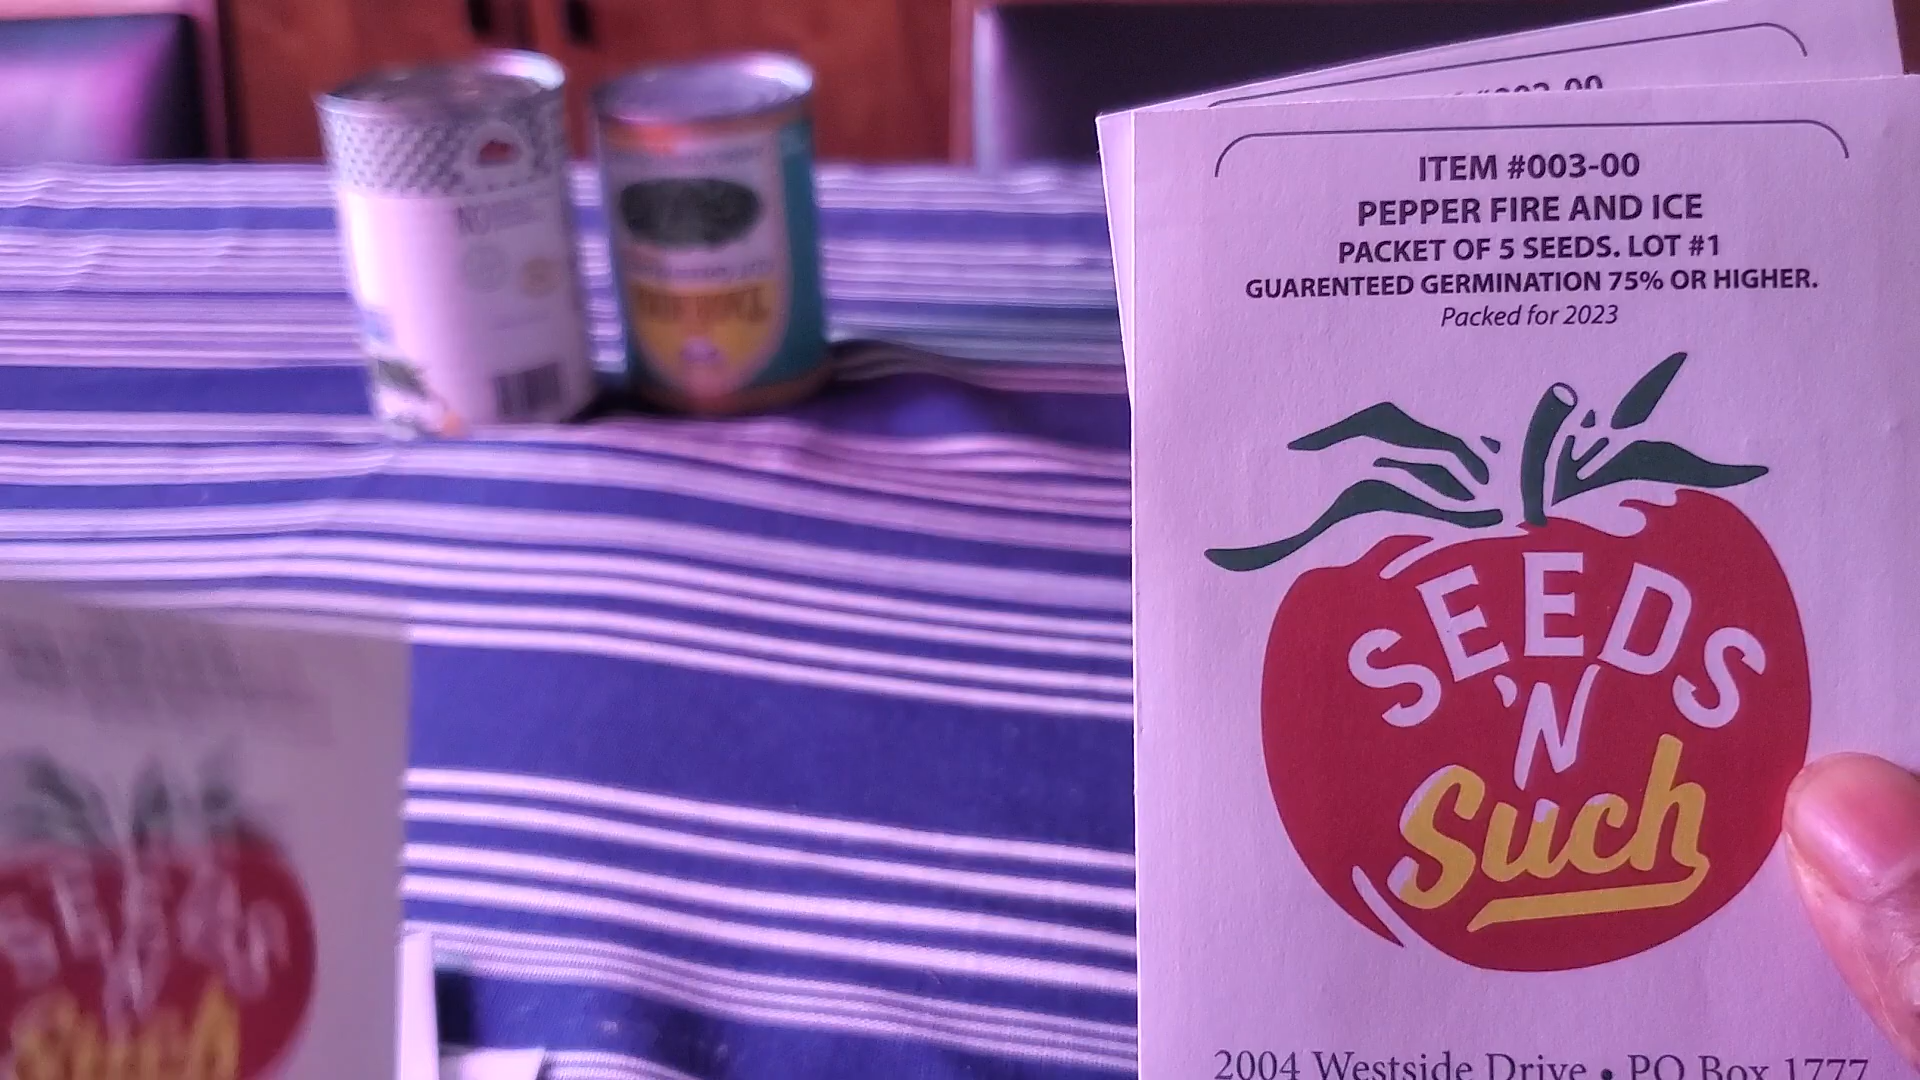 ITEM #003-00
PEPPER FIRE AND ICE
PACKET OF 5 SEEDS. LOT #1
GUARENTEED GERMINATION 75% OR HIGHER.
Packed for 2023
SEEDS
'N
Such
2004 Westside Drive • PO Box 1777